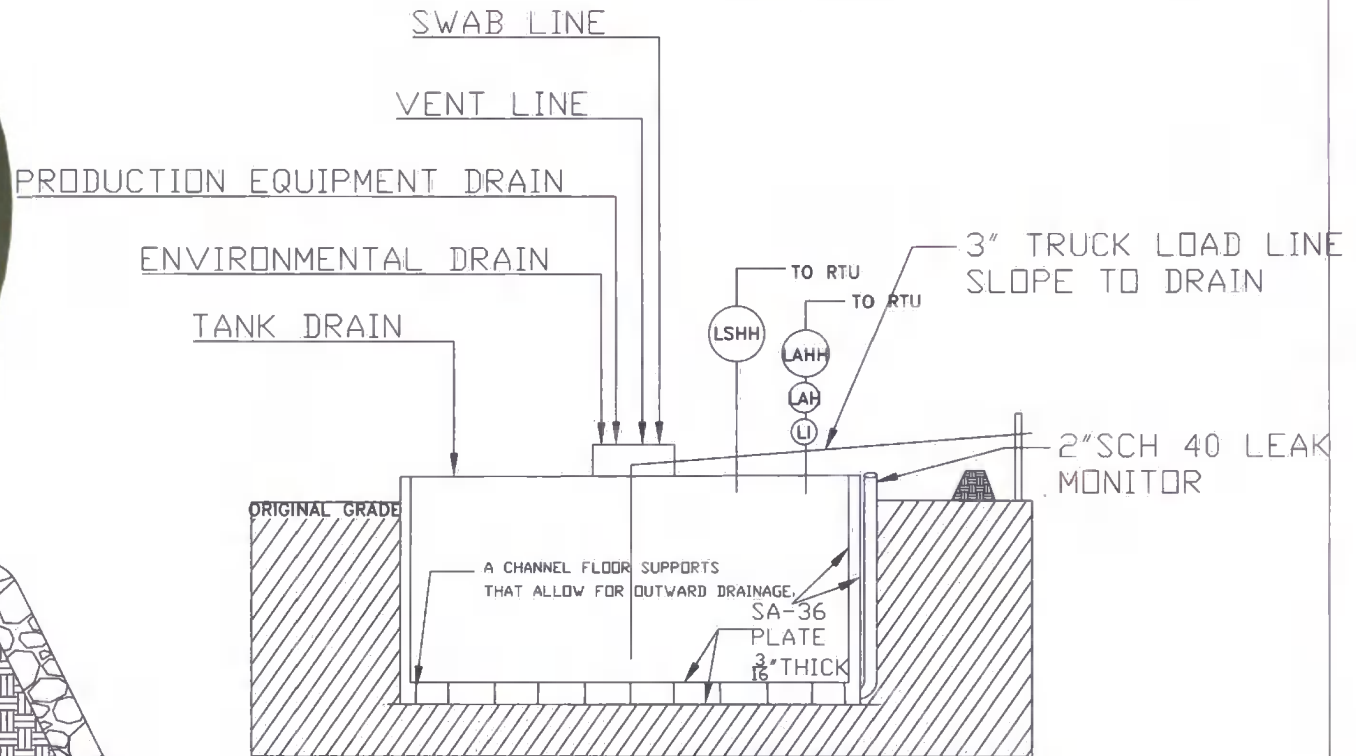 SWAB LINE
VENT LINE
PRODUCTION EQUIPMENT DRAIN
ENVIRONMENTAL DRAIN
TANK DRAIN
TO RTU
TO RTU
LSHH
LAHH
LAH
LI
3" TRUCK LOAD LINE
SLOPE TO DRAIN
2"SCH 40 LEAK
MONITOR
ORIGINAL GRADE
A CHANNEL FLOOR SUPPORTS
THAT ALLOW FOR OUTWARD DRAINAGE.
SA-36
PLATE
3/16" THICK